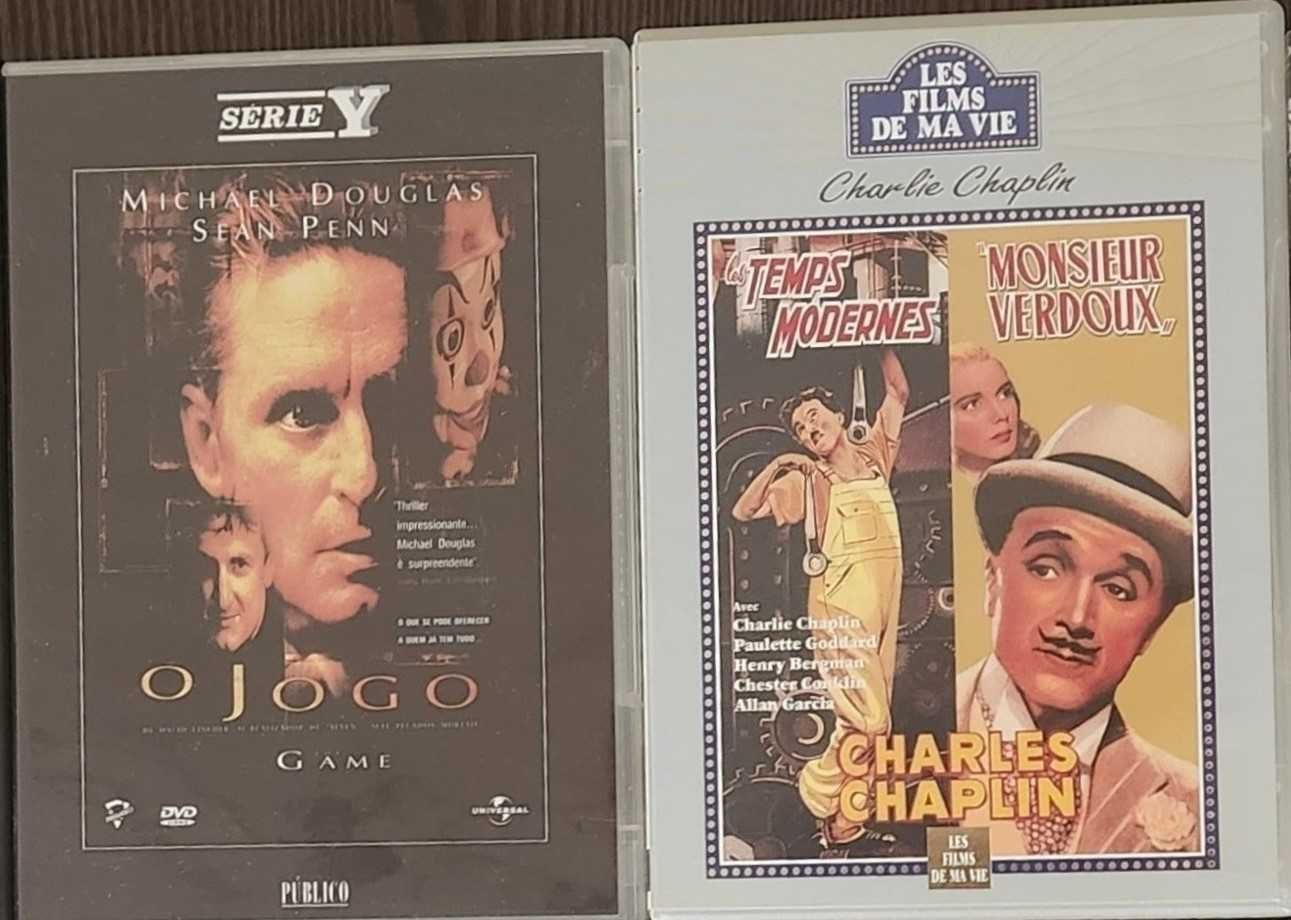 SÉRIE Y
MICHAEL DOUGLAS
SEAN PENN
"Thriller
impressionante...
Michael Douglas
é surpreendente".
O QUE SE PODE OFERECER
A QUEM JÁ TEM TUDO...
O JOGO
GAME
DVD
UNIVERSAL
PÚBLICO
LES
FILMS
DE MA VIE
Charlie Chaplin
les TEMPS
MODERNES
"MONSIEUR
VERDOUX"
Avec
Charlie Chaplin
Paulette Goddard
Henry Bergman
Chester Conklin
Allan Garcia
CHARLES
CHAPLIN
LES
FILMS
DE MA VIE